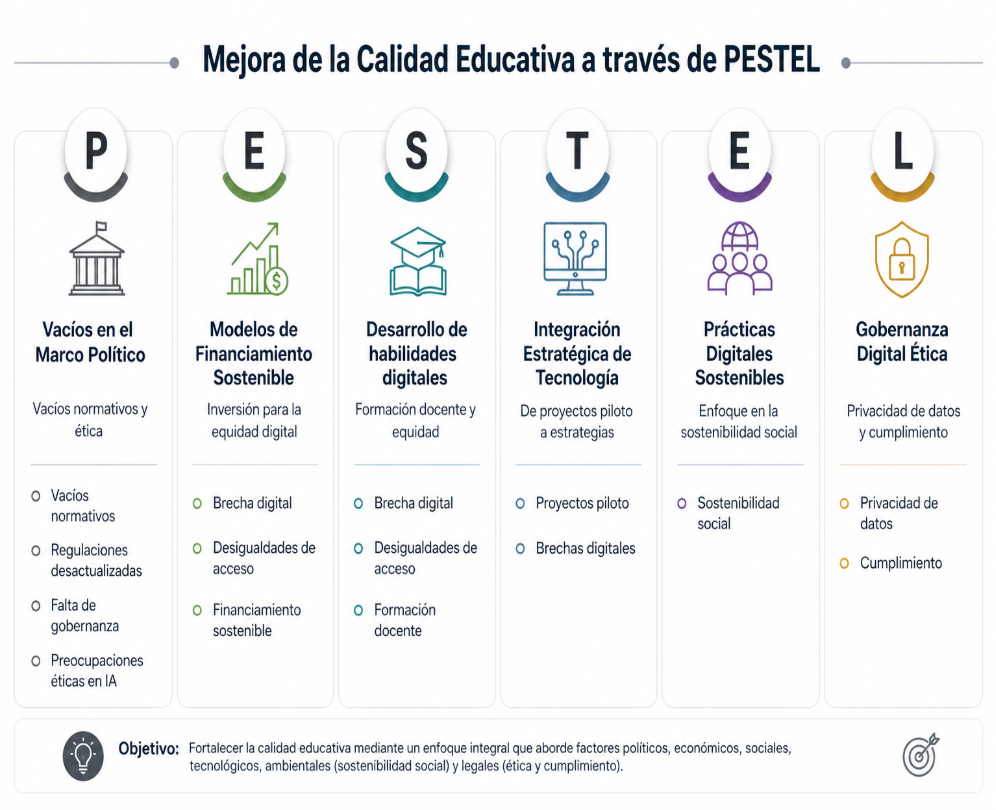 Mejora de la Calidad Educativa a través de PESTEL
P
Vacíos en el
Marco Político
Vacíos normativos y
ética
Vacíos
normativos
Regulaciones
desactualizadas
Falta de
gobernanza
Preocupaciones
éticas en IA
E
$
Modelos de
Financiamiento
Sostenible
Inversión para la
equidad digital
Brecha digital
Desigualdades de
acceso
Financiamiento
sostenible
S
Desarrollo de
habilidades
digitales
Formación docente y
equidad
Brecha digital
Desigualdades de
acceso
Formación
docente
T
Integración
Estratégica de
Tecnología
De proyectos piloto
a estrategias
Proyectos piloto
Brechas digitales
E
Prácticas
Digitales
Sostenibles
Enfoque en la
sostenibilidad social
Sostenibilidad
social
L
Gobernanza
Digital Ética
Privacidad de datos
y cumplimiento
Privacidad de
datos
Cumplimiento
Objetivo: Fortalecer la calidad educativa mediante un enfoque integral que aborde factores políticos, económicos, sociales,
tecnológicos, ambientales (sostenibilidad social) y legales (ética y cumplimiento).